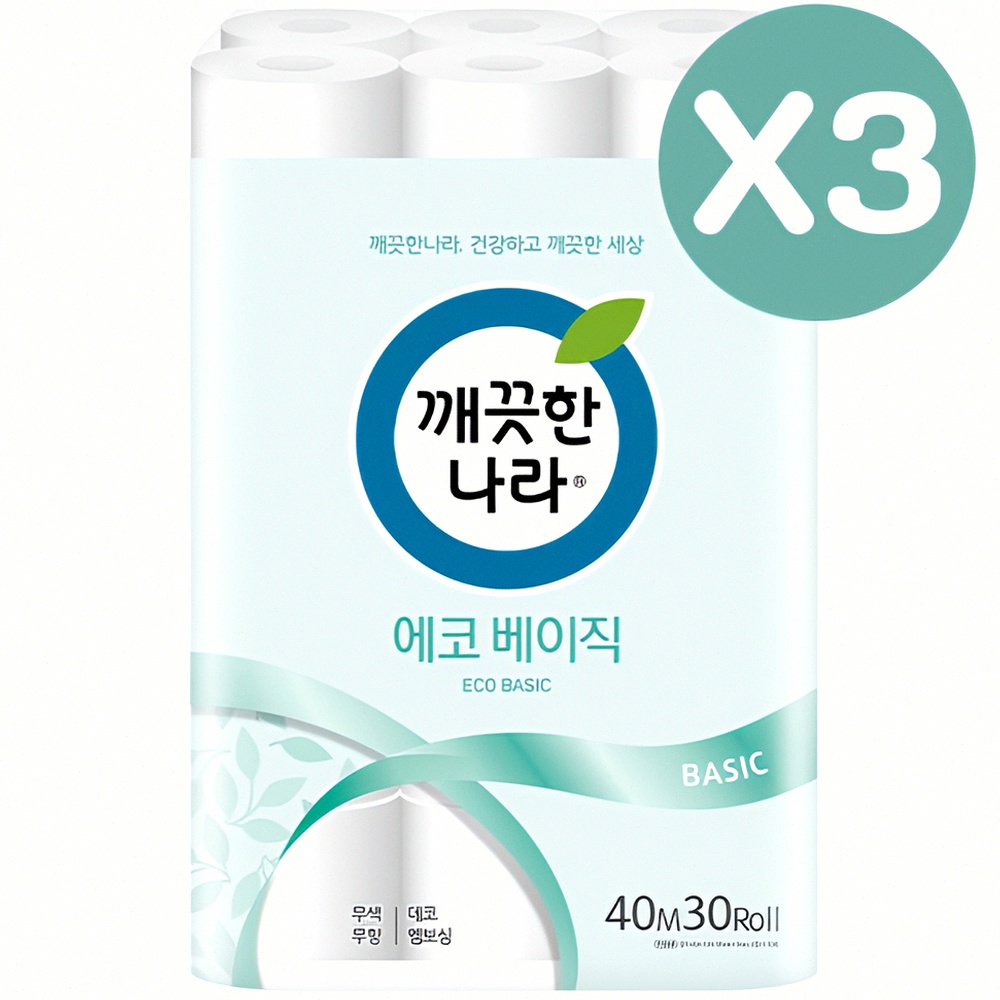 X3
깨끗한나라, 건강하고 깨끗한 세상
깨끗한
나라®
에코 베이직
ECO BASIC
BASIC
무색
무향
데코
엠보싱
40M30Roll